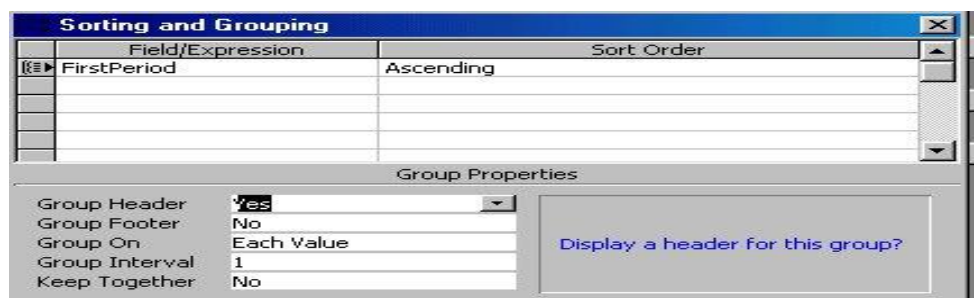 Sorting and Grouping
Field/Expression Sort Order
FirstPeriod Ascending
Group Properties
Group Header Yes
Group Footer No
Group On Each Value
Group Interval 1
Keep Together No
Display a header for this group?